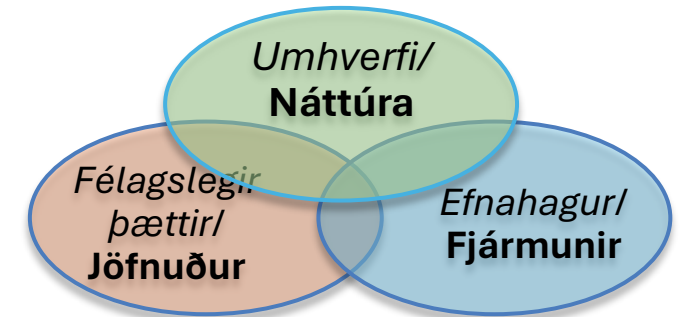 Umhverfi/
Náttúra
Félagslegir
þættir/
Jöfnuður
Efnahagur/
Fjármunir